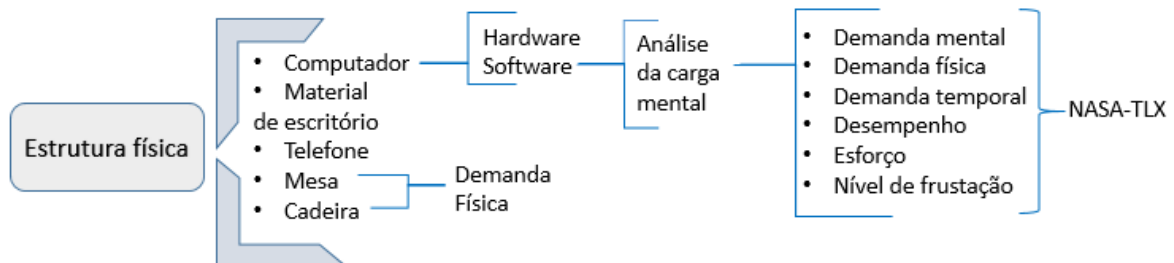 Estrutura física
• Computador
• Material
de escritório
• Telefone
• Mesa
• Cadeira
Hardware
Software
Demanda
Física
Análise
da carga
mental
• Demanda mental
• Demanda física
• Demanda temporal
• Desempenho
• Esforço
• Nível de frustação
NASA-TLX